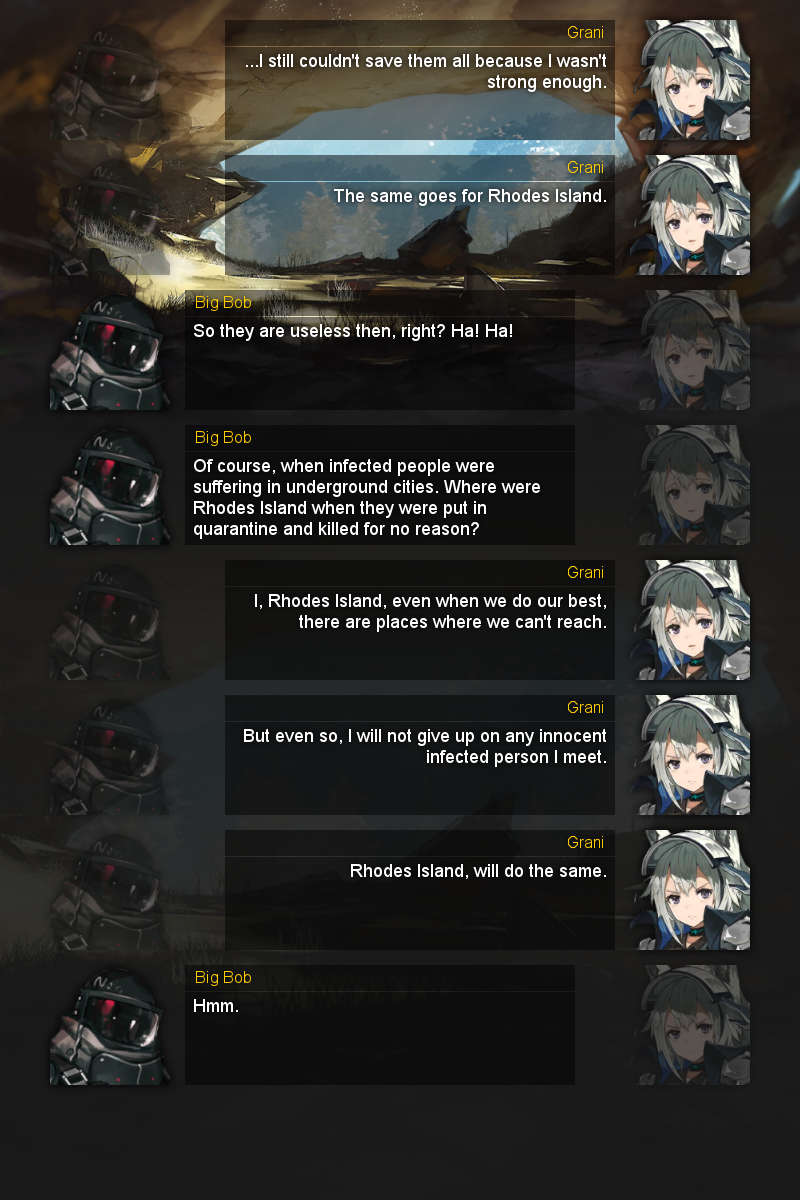 Grani
...I still couldn't save them all because I wasn't
strong enough.
Grani
The same goes for Rhodes Island.
Big Bob
So they are useless then, right? Ha! Ha!
Big Bob
Of course, when infected people were
suffering in underground cities. Where were
Rhodes Island when they were put in
quarantine and killed for no reason?
Grani
I, Rhodes Island, even when we do our best,
there are places where we can't reach.
Grani
But even so, I will not give up on any innocent
infected person I meet.
Grani
Rhodes Island, will do the same.
Big Bob
Hmm.